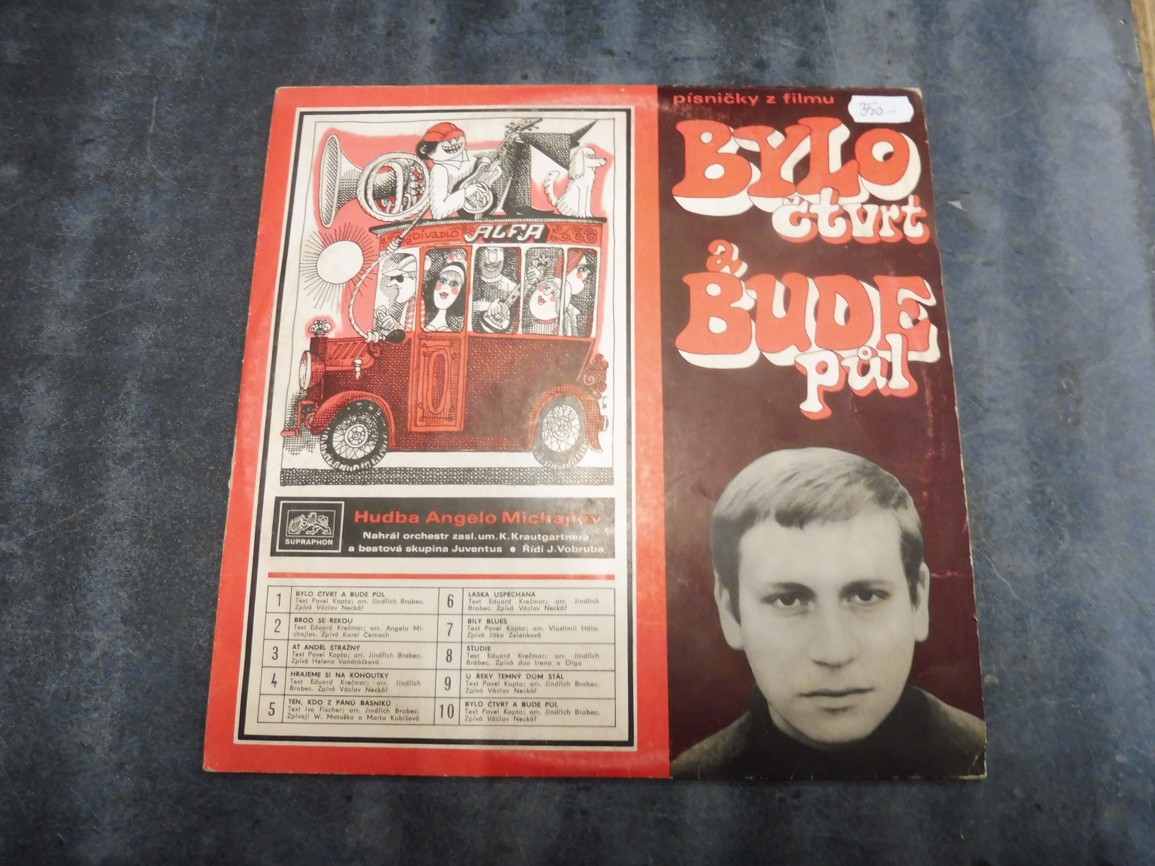 písničky z filmu
350.-
BYLO
čtvrt
a
BUDE
půl
DIVADLO ALFA
SUPRAPHON
Hudba Angelo Michajlov
Nahrál orchestr zasl. um. K. Krautgartnera
a beatová skupina Juventus • Řídí J. Vobruba
1 BYLO ČTVRT A BUDE PŮL
Text Pavel Kopta; arr. Jindřich Brabec.
Zpívá Václav Neckář
2 BROĎ SE ŘEKOU
Text Eduard Krečmar; arr. Angelo Mi-
chajlov. Zpívá Karel Černoch
3 AŤ ANDĚL STRÁŽNÝ
Text Pavel Kopta; arr. Jindřich Brabec.
Zpívá Helena Vondráčková
4 HRAJEME SI NA KOHOUTKY
Text Eduard Krečmar; arr. Jindřich
Brabec. Zpívá Václav Neckář
5 TEN, KDO Z PÁNŮ BÁSNÍKŮ
Text Ivo Fischer; arr. Jindřich Brabec.
Zpívají W. Matuška a Marta Kubišová
6 LÁSKA USPĚCHANÁ
Text Eduard Krečmar; arr. Jindřich
Brabec. Zpívá Václav Neckář
7 BÍLÝ BLUES
Text Pavel Kopta; arr. Vlastimil Hála.
Zpívá Jitka Zelenková
8 STUDIE
Text Eduard Krečmar; arr. Jindřich
Brabec. Zpívá duo Irena a Olga
9 U ŘEKY TEMNÝ DŮM STÁL
Text Pavel Kopta; arr. Jindřich Brabec.
Zpívá Václav Neckář
10 BYLO ČTVRT A BUDE PŮL
Text Pavel Kopta; arr. Jindřich Brabec.
Zpívá Václav Neckář